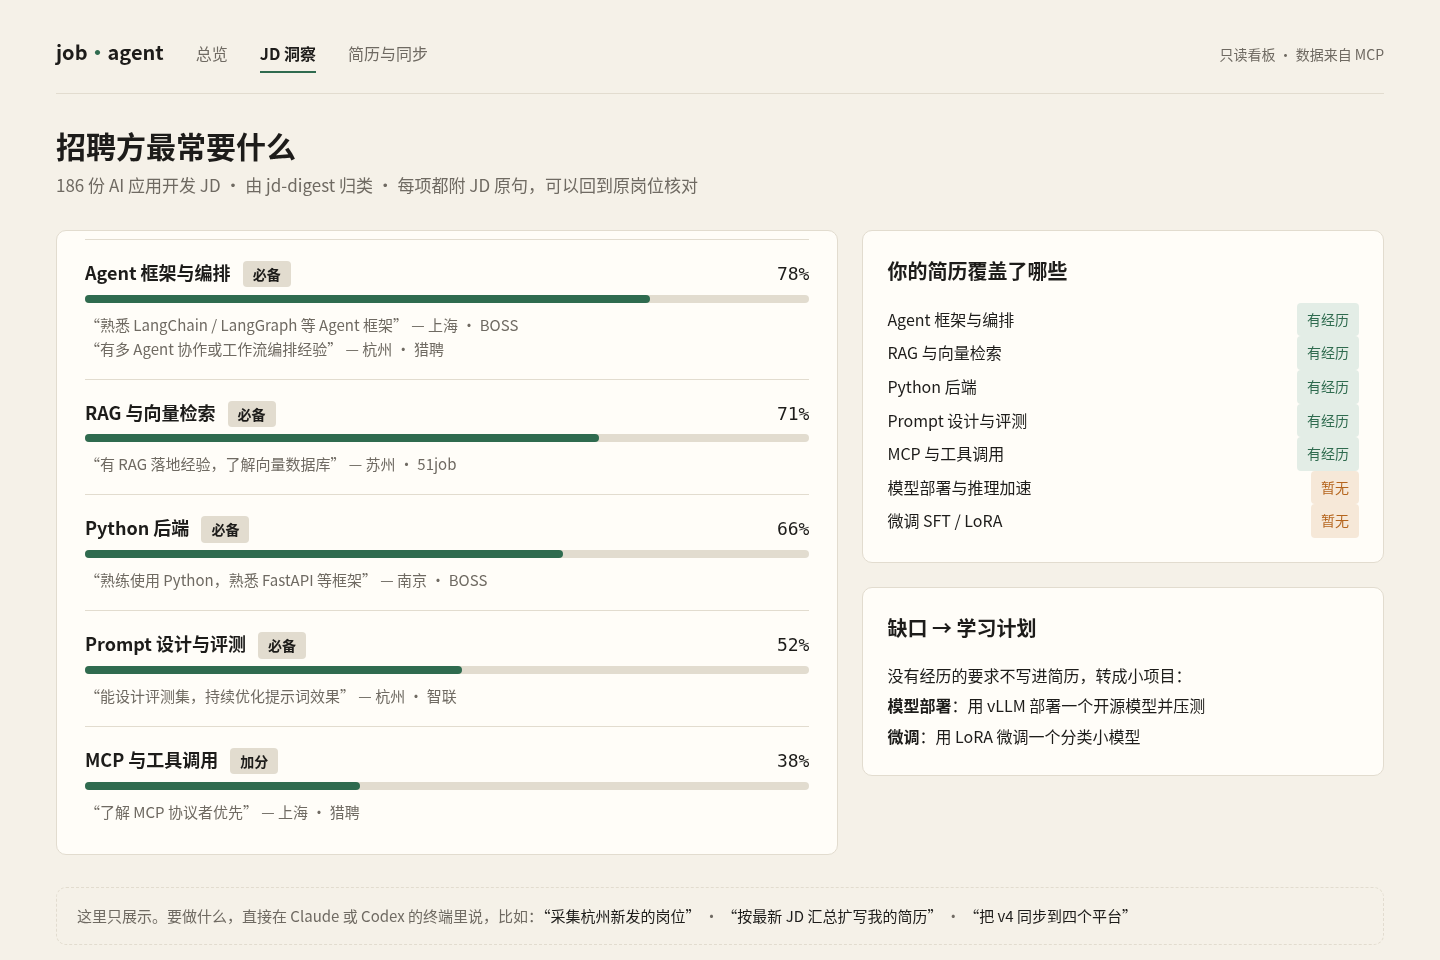 job · agent
总览
JD 洞察
简历与同步
只读看板 · 数据来自 MCP
招聘方最常要什么
186 份 AI 应用开发 JD · 由 jd-digest 归类 · 每项都附 JD 原句，可以回到原岗位核对
Agent 框架与编排 必备 78%
“熟悉 LangChain / LangGraph 等 Agent 框架” — 上海 · BOSS
“有多 Agent 协作或工作流编排经验” — 杭州 · 猎聘
RAG 与向量检索 必备 71%
“有 RAG 落地经验，了解向量数据库” — 苏州 · 51job
Python 后端 必备 66%
“熟练使用 Python，熟悉 FastAPI 等框架” — 南京 · BOSS
Prompt 设计与评测 必备 52%
“能设计评测集，持续优化提示词效果” — 杭州 · 智联
MCP 与工具调用 加分 38%
“了解 MCP 协议者优先” — 上海 · 猎聘
你的简历覆盖了哪些
Agent 框架与编排 有经历
RAG 与向量检索 有经历
Python 后端 有经历
Prompt 设计与评测 有经历
MCP 与工具调用 有经历
模型部署与推理加速 暂无
微调 SFT / LoRA 暂无
缺口 → 学习计划
没有经历的要求不写进简历，转成小项目：
模型部署：用 vLLM 部署一个开源模型并压测
微调：用 LoRA 微调一个分类小模型
这里只展示。要做什么，直接在 Claude 或 Codex 的终端里说，比如：“采集杭州新发的岗位” · “按最新 JD 汇总扩写我的简历” · “把 v4 同步到四个平台”